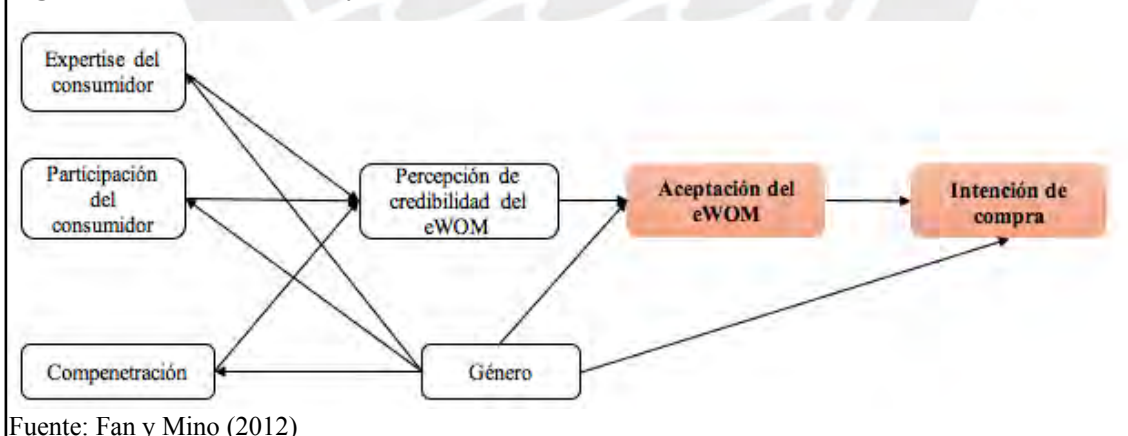 Expertise del
consumidor
Participación
del
consumidor
Percepción de
credibilidad del
eWOM
Aceptación del
eWOM
Intención de
compra
Compenetración
Género
Fuente: Fan y Mino (2012)